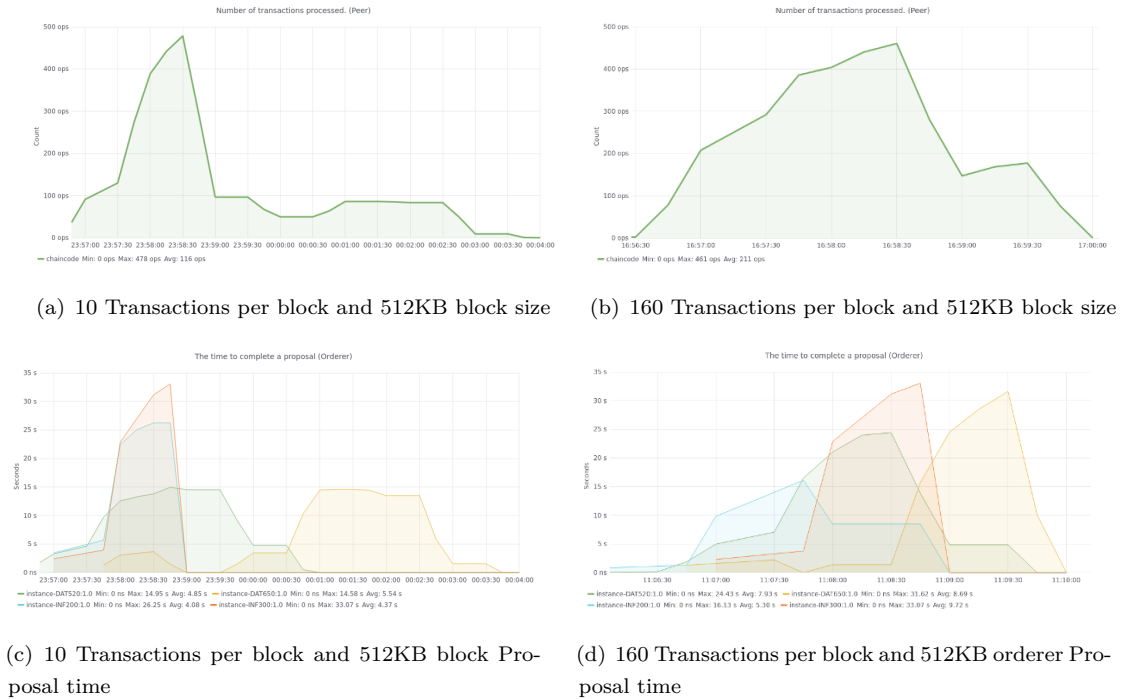 Number of transactions processed. (Peer)
500 ops
400 ops
300 ops
200 ops
100 ops
0 ops
Count
23:57:00 23:57:30 23:58:00 23:58:30 23:59:00 23:59:30 00:00:00 00:00:30 00:01:00 00:01:30 00:02:00 00:02:30 00:03:00 00:03:30 00:04:00
chaincode Min: 0 ops Max: 478 ops Avg: 116 ops
(a) 10 Transactions per block and 512KB block size
Number of transactions processed. (Peer)
500 ops
400 ops
300 ops
200 ops
100 ops
0 ops
Count
16:56:30 16:57:00 16:57:30 16:58:00 16:58:30 16:59:00 16:59:30 17:00:00
chaincode Min: 0 ops Max: 461 ops Avg: 211 ops
(b) 160 Transactions per block and 512KB block size
The time to complete a proposal (Orderer)
35 s
30 s
25 s
20 s
15 s
10 s
5 s
0 ns
Seconds
23:57:00 23:57:30 23:58:00 23:58:30 23:59:00 23:59:30 00:00:00 00:00:30 00:01:00 00:01:30 00:02:00 00:02:30 00:03:00 00:03:30 00:04:00
instance-DAT520:1.0 Min: 0 ns Max: 14.95 s Avg: 4.85 s instance-DAT650:1.0 Min: 0 ns Max: 14.58 s Avg: 5.54 s
instance-INF200:1.0 Min: 0 ns Max: 26.25 s Avg: 4.08 s instance-INF300:1.0 Min: 0 ns Max: 33.07 s Avg: 4.37 s
(c) 10 Transactions per block and 512KB block Pro-
posal time
The time to complete a proposal (Orderer)
35 s
30 s
25 s
20 s
15 s
10 s
5 s
0 ns
Seconds
11:06:30 11:07:00 11:07:30 11:08:00 11:08:30 11:09:00 11:09:30 11:10:00
instance-DAT520:1.0 Min: 0 ns Max: 24.43 s Avg: 7.93 s instance-DAT650:1.0 Min: 0 ns Max: 31.62 s Avg: 8.69 s
instance-INF200:1.0 Min: 0 ns Max: 16.13 s Avg: 5.30 s instance-INF300:1.0 Min: 0 ns Max: 33.07 s Avg: 9.72 s
(d) 160 Transactions per block and 512KB orderer Pro-
posal time